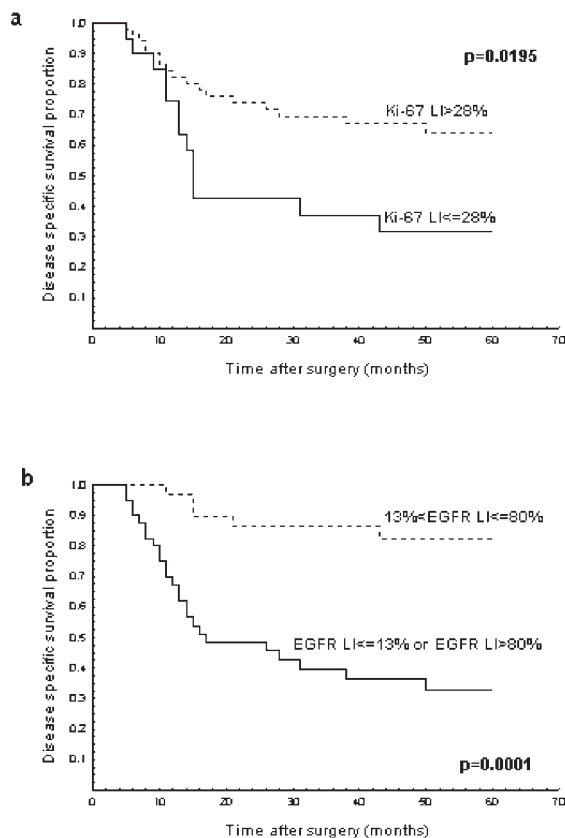 a
1.0
0.9
0.8
0.7
0.6
0.5
0.4
0.3
0.2
0.1
Disease specific survival proportion
p=0.0195
Ki-67 LI>28%
Ki-67 LI<=28%
0 10 20 30 40 50 60 70
Time after surgery (months)
b
1.0
0.9
0.8
0.7
0.6
0.5
0.4
0.3
0.2
0.1
Disease specific survival proportion
13%<EGFR LI<=80%
EGFR LI<=13% or EGFR LI>80%
p=0.0001
0 10 20 30 40 50 60 70
Time after surgery (months)